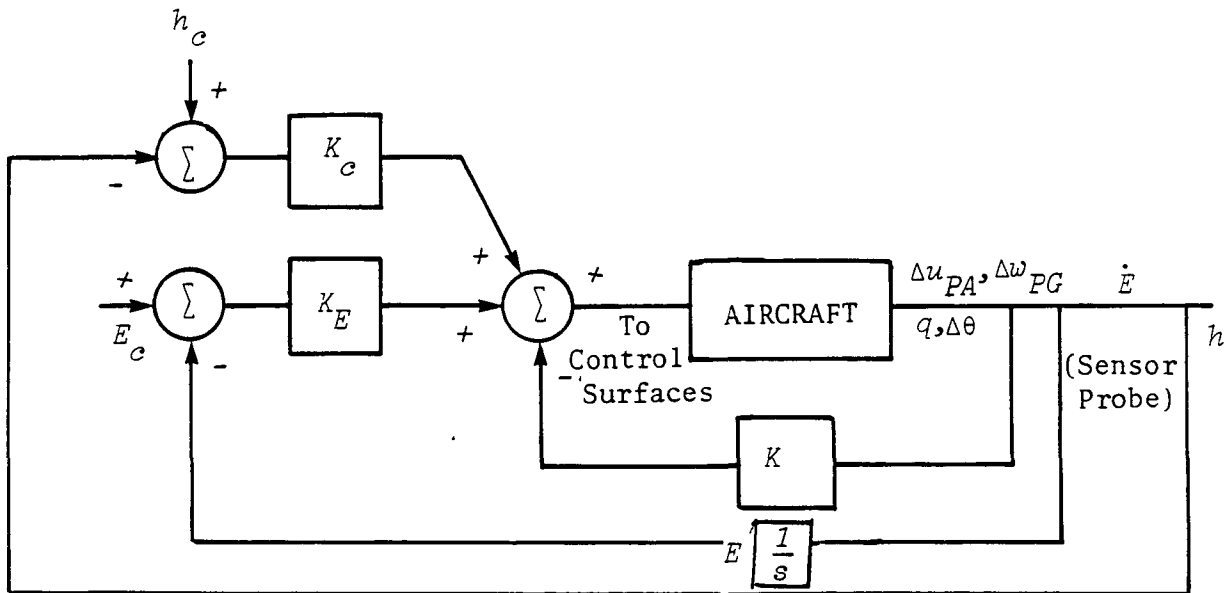 h_c
+
Σ
-
K_c
+
+
Σ
E_c
-
K_E
+
Σ
+
-
To
Control
Surfaces
AIRCRAFT
Δu_PA, Δw_PG
q, Δθ
Ė
h
(Sensor
Probe)
K
E
1
s